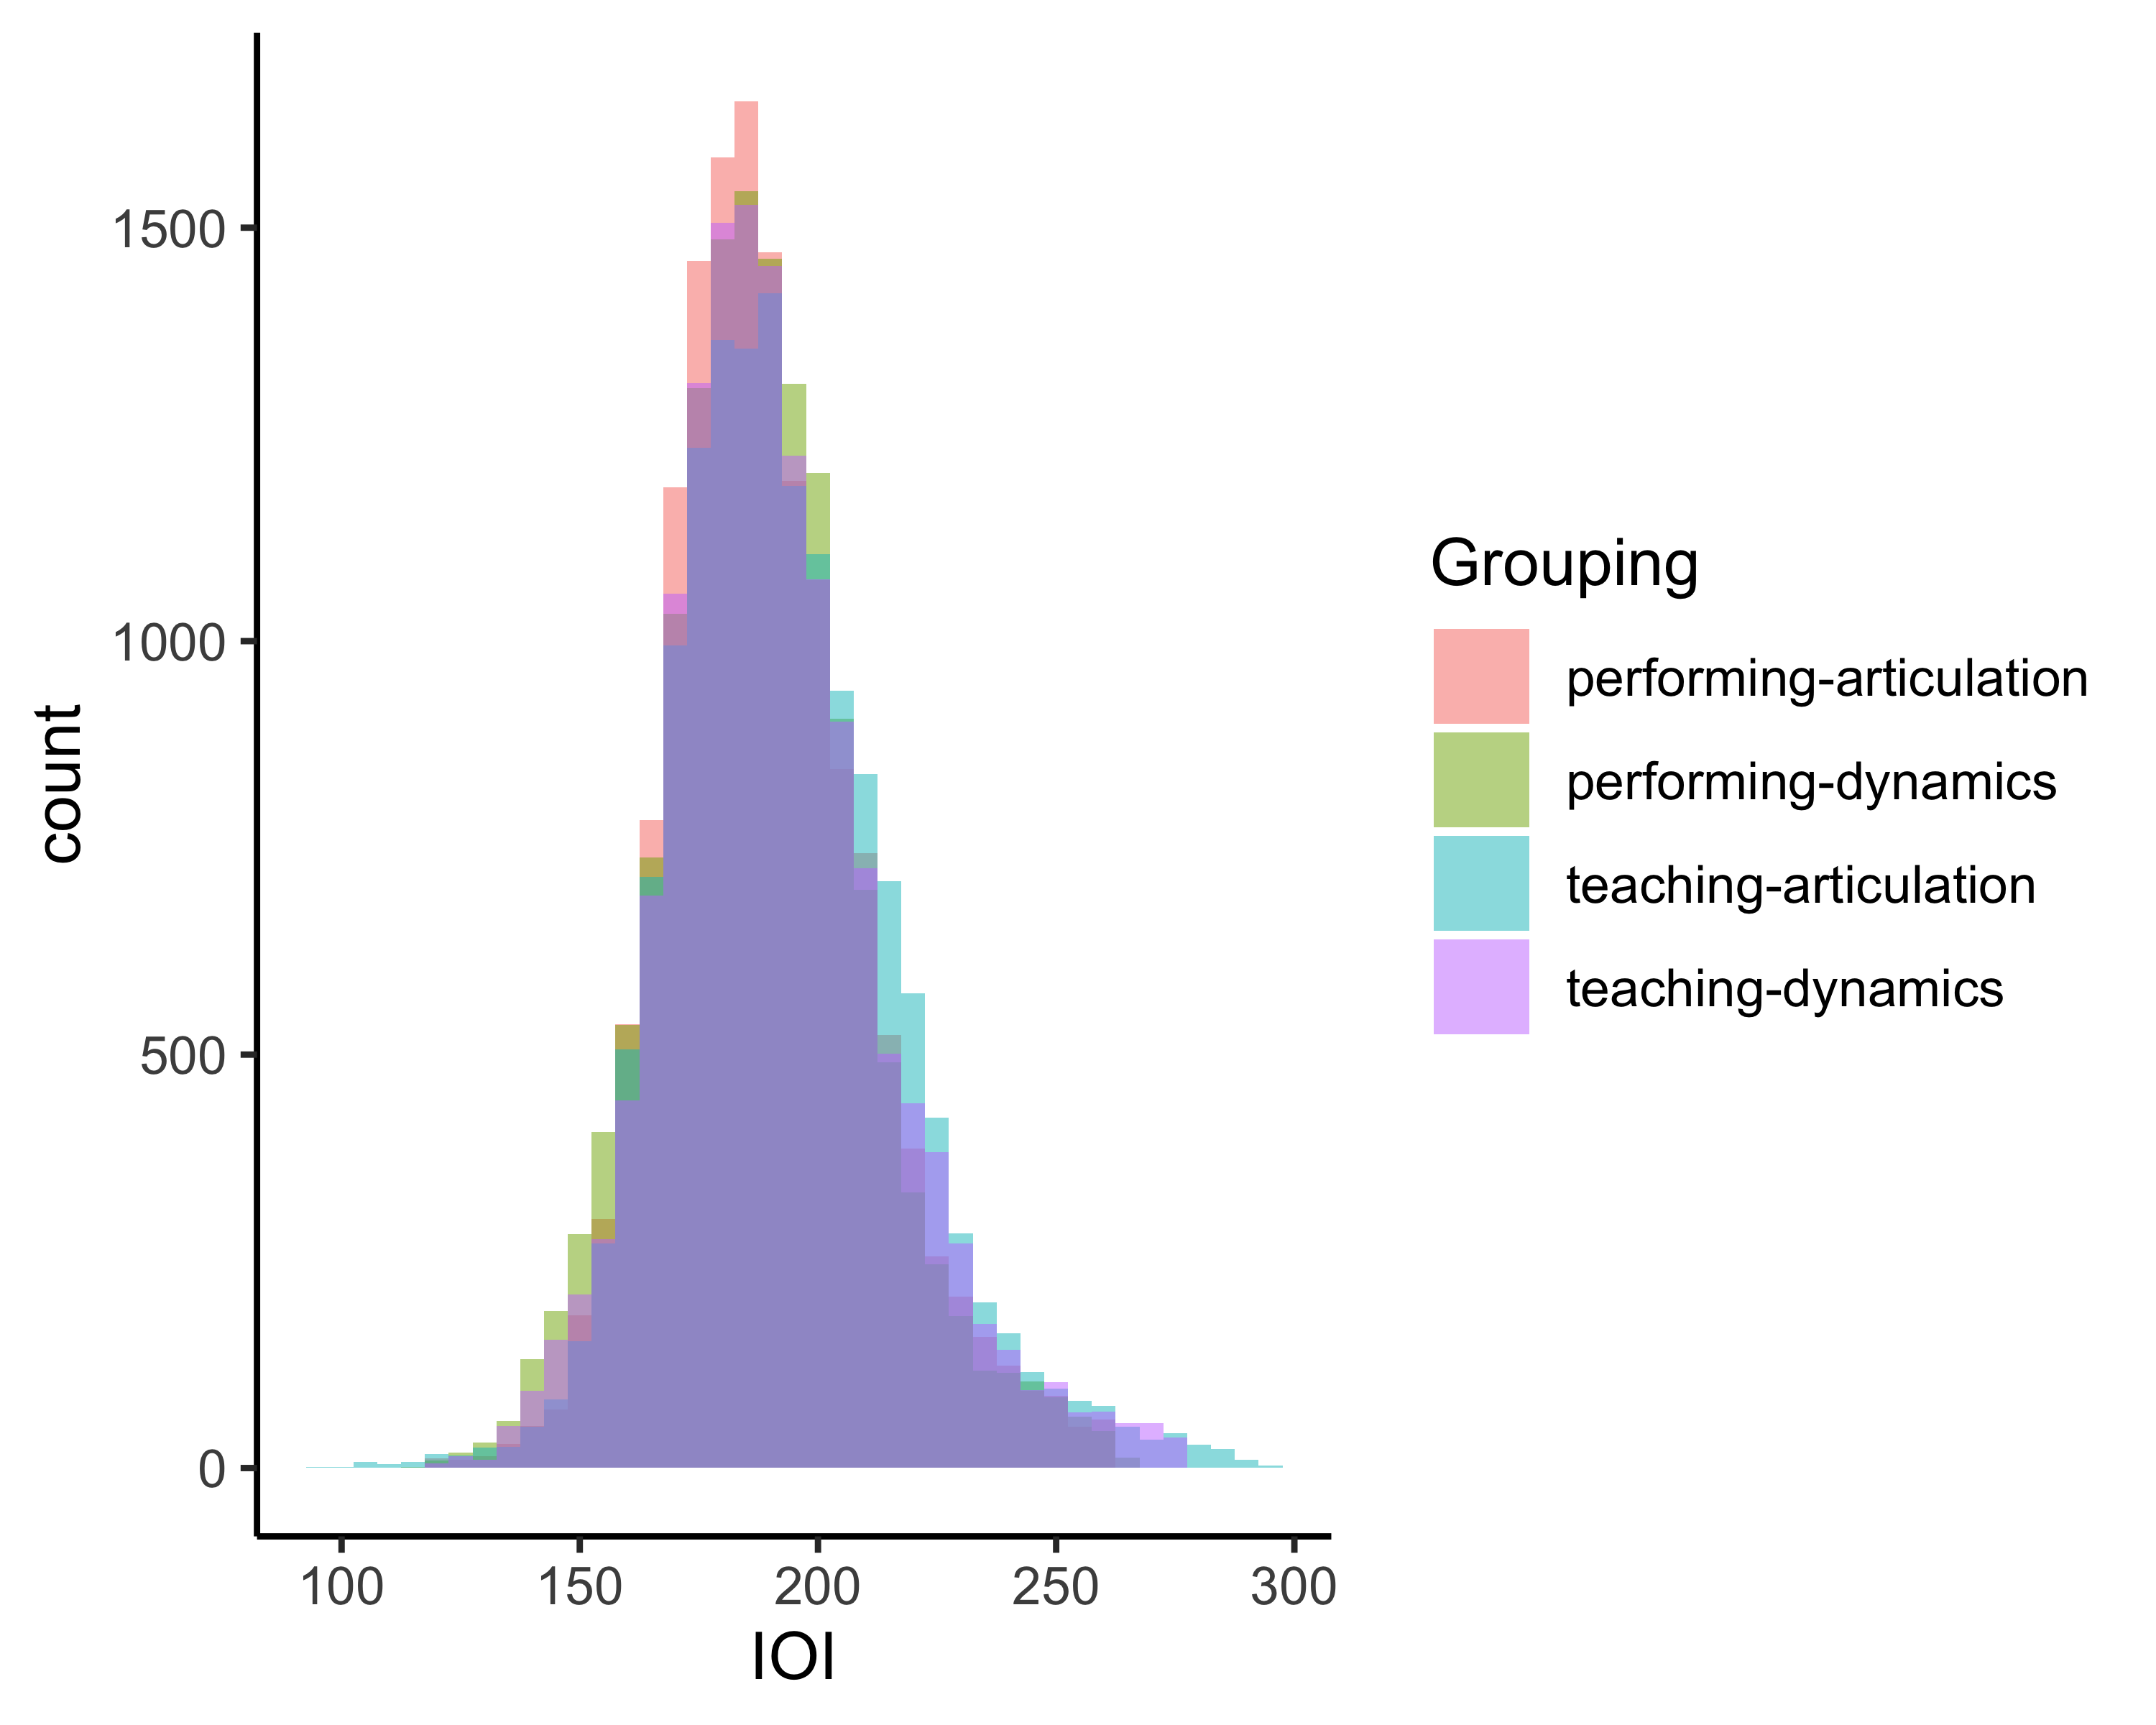 count
1500
1000
500
0
100 150 200 250 300
IOI
Grouping
performing-articulation
performing-dynamics
teaching-articulation
teaching-dynamics